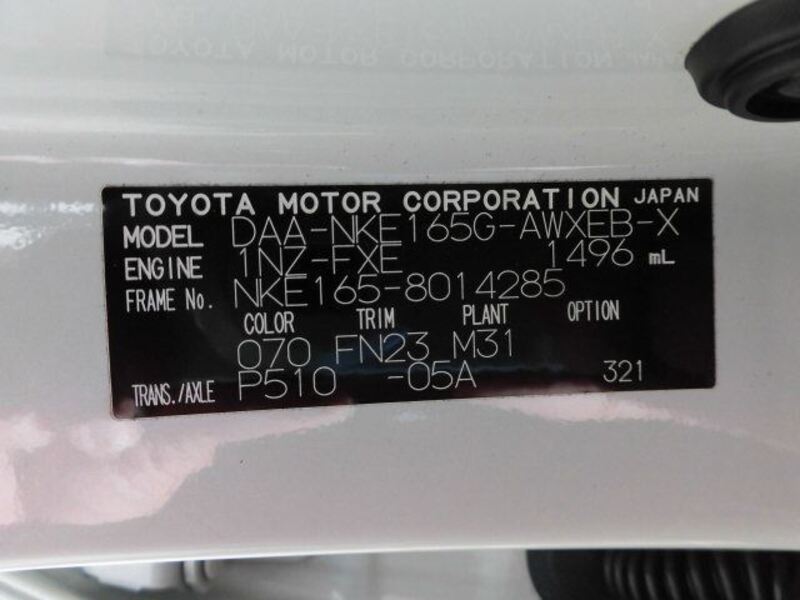 TOYOTA MOTOR CORPORATION JAPAN
MODEL DAA-NKE165G-AWXEB-X
ENGINE 1NZ-FXE 1496 mL
FRAME No. NKE165-8014285
COLOR TRIM PLANT OPTION
070 FN23 M31
TRANS./AXLE P510 -05A 321